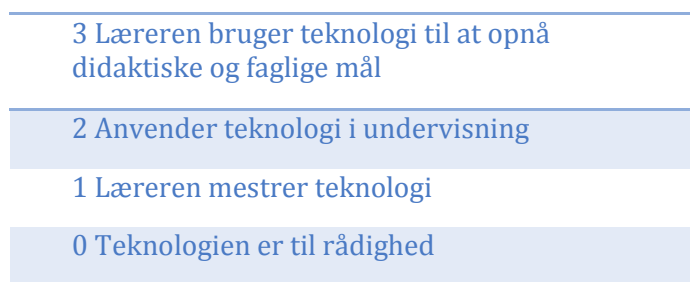 3 Læreren bruger teknologi til at opnå
didaktiske og faglige mål
2 Anvender teknologi i undervisning
1 Læreren mestrer teknologi
0 Teknologien er til rådighed